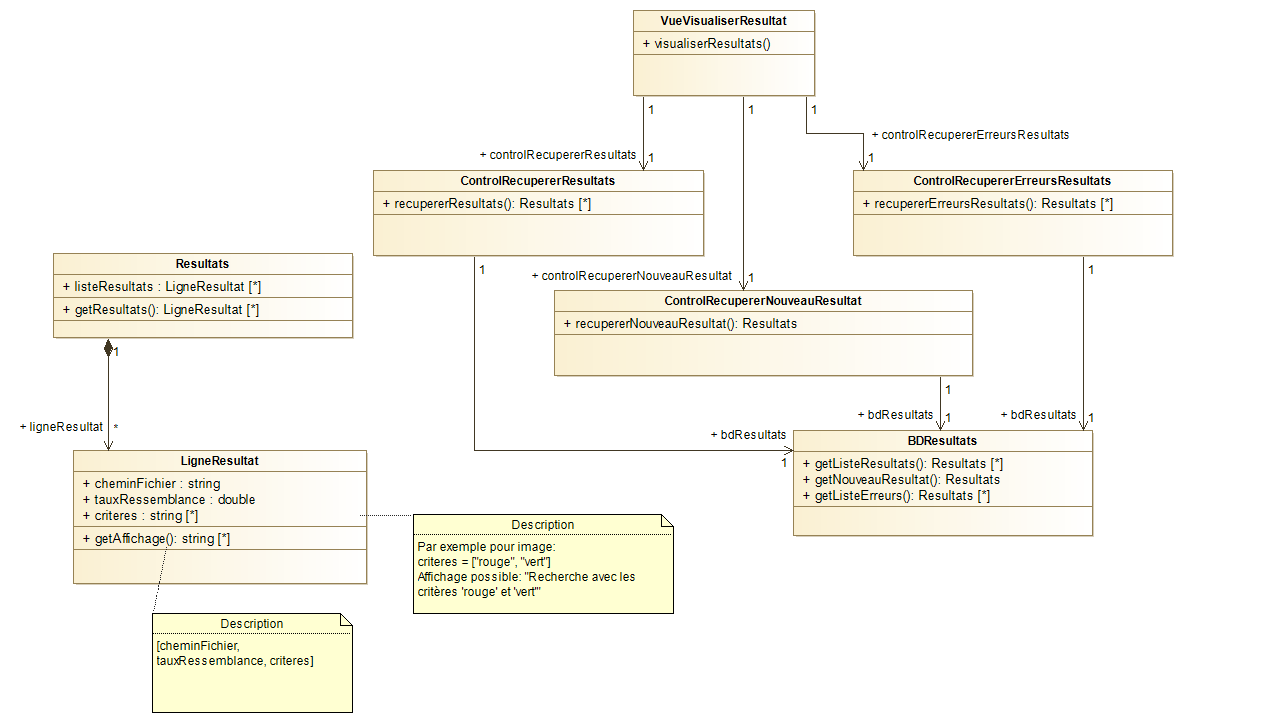 VueVisualiserResultat
+ visualiserResultats()
1
1
1
+ controlRecupererErreursResultats
+ controlRecupererResultats
1
1
ControlRecupererResultats
+ recupererResultats(): Resultats [*]
ControlRecupererErreursResultats
+ recupererErreursResultats(): Resultats [*]
Resultats
+ listeResultats : LigneResultat [*]
+ getResultats(): LigneResultat [*]
1
1
1
+ controlRecupererNouveauResultat
1
ControlRecupererNouveauResultat
+ recupererNouveauResultat(): Resultats
1
+ ligneResultat
*
+ bdResultats
1
+ bdResultats
1
+ bdResultats
1
BDResultats
+ getListeResultats(): Resultats [*]
+ getNouveauResultat(): Resultats
+ getListeErreurs(): Resultats [*]
LigneResultat
+ cheminFichier : string
+ tauxRessemblance : double
+ criteres : string [*]
+ getAffichage(): string [*]
Description
Par exemple pour image:
criteres = ["rouge", "vert"]
Affichage possible: "Recherche avec les
critères 'rouge' et 'vert'"
Description
[cheminFichier,
tauxRessemblance, criteres]